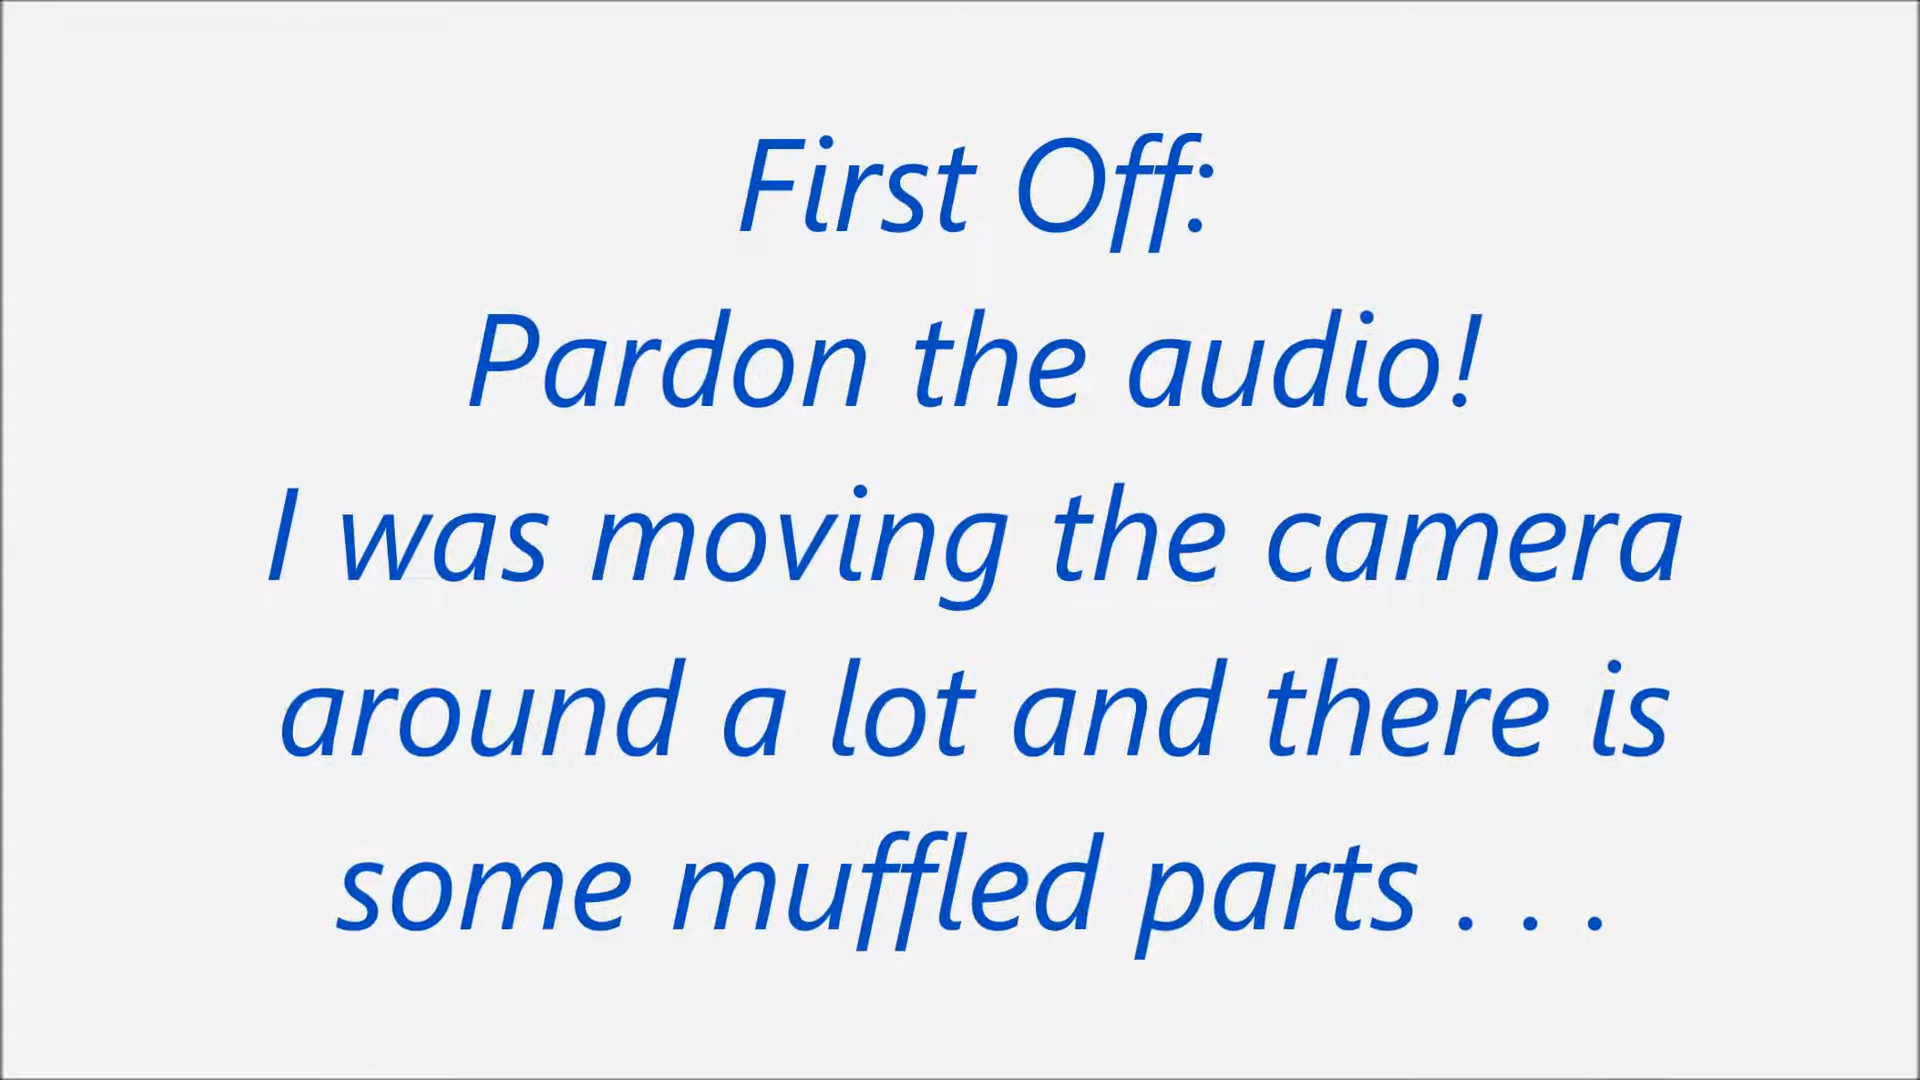 First Off:
Pardon the audio!
I was moving the camera
around a lot and there is
some muffled parts . . .